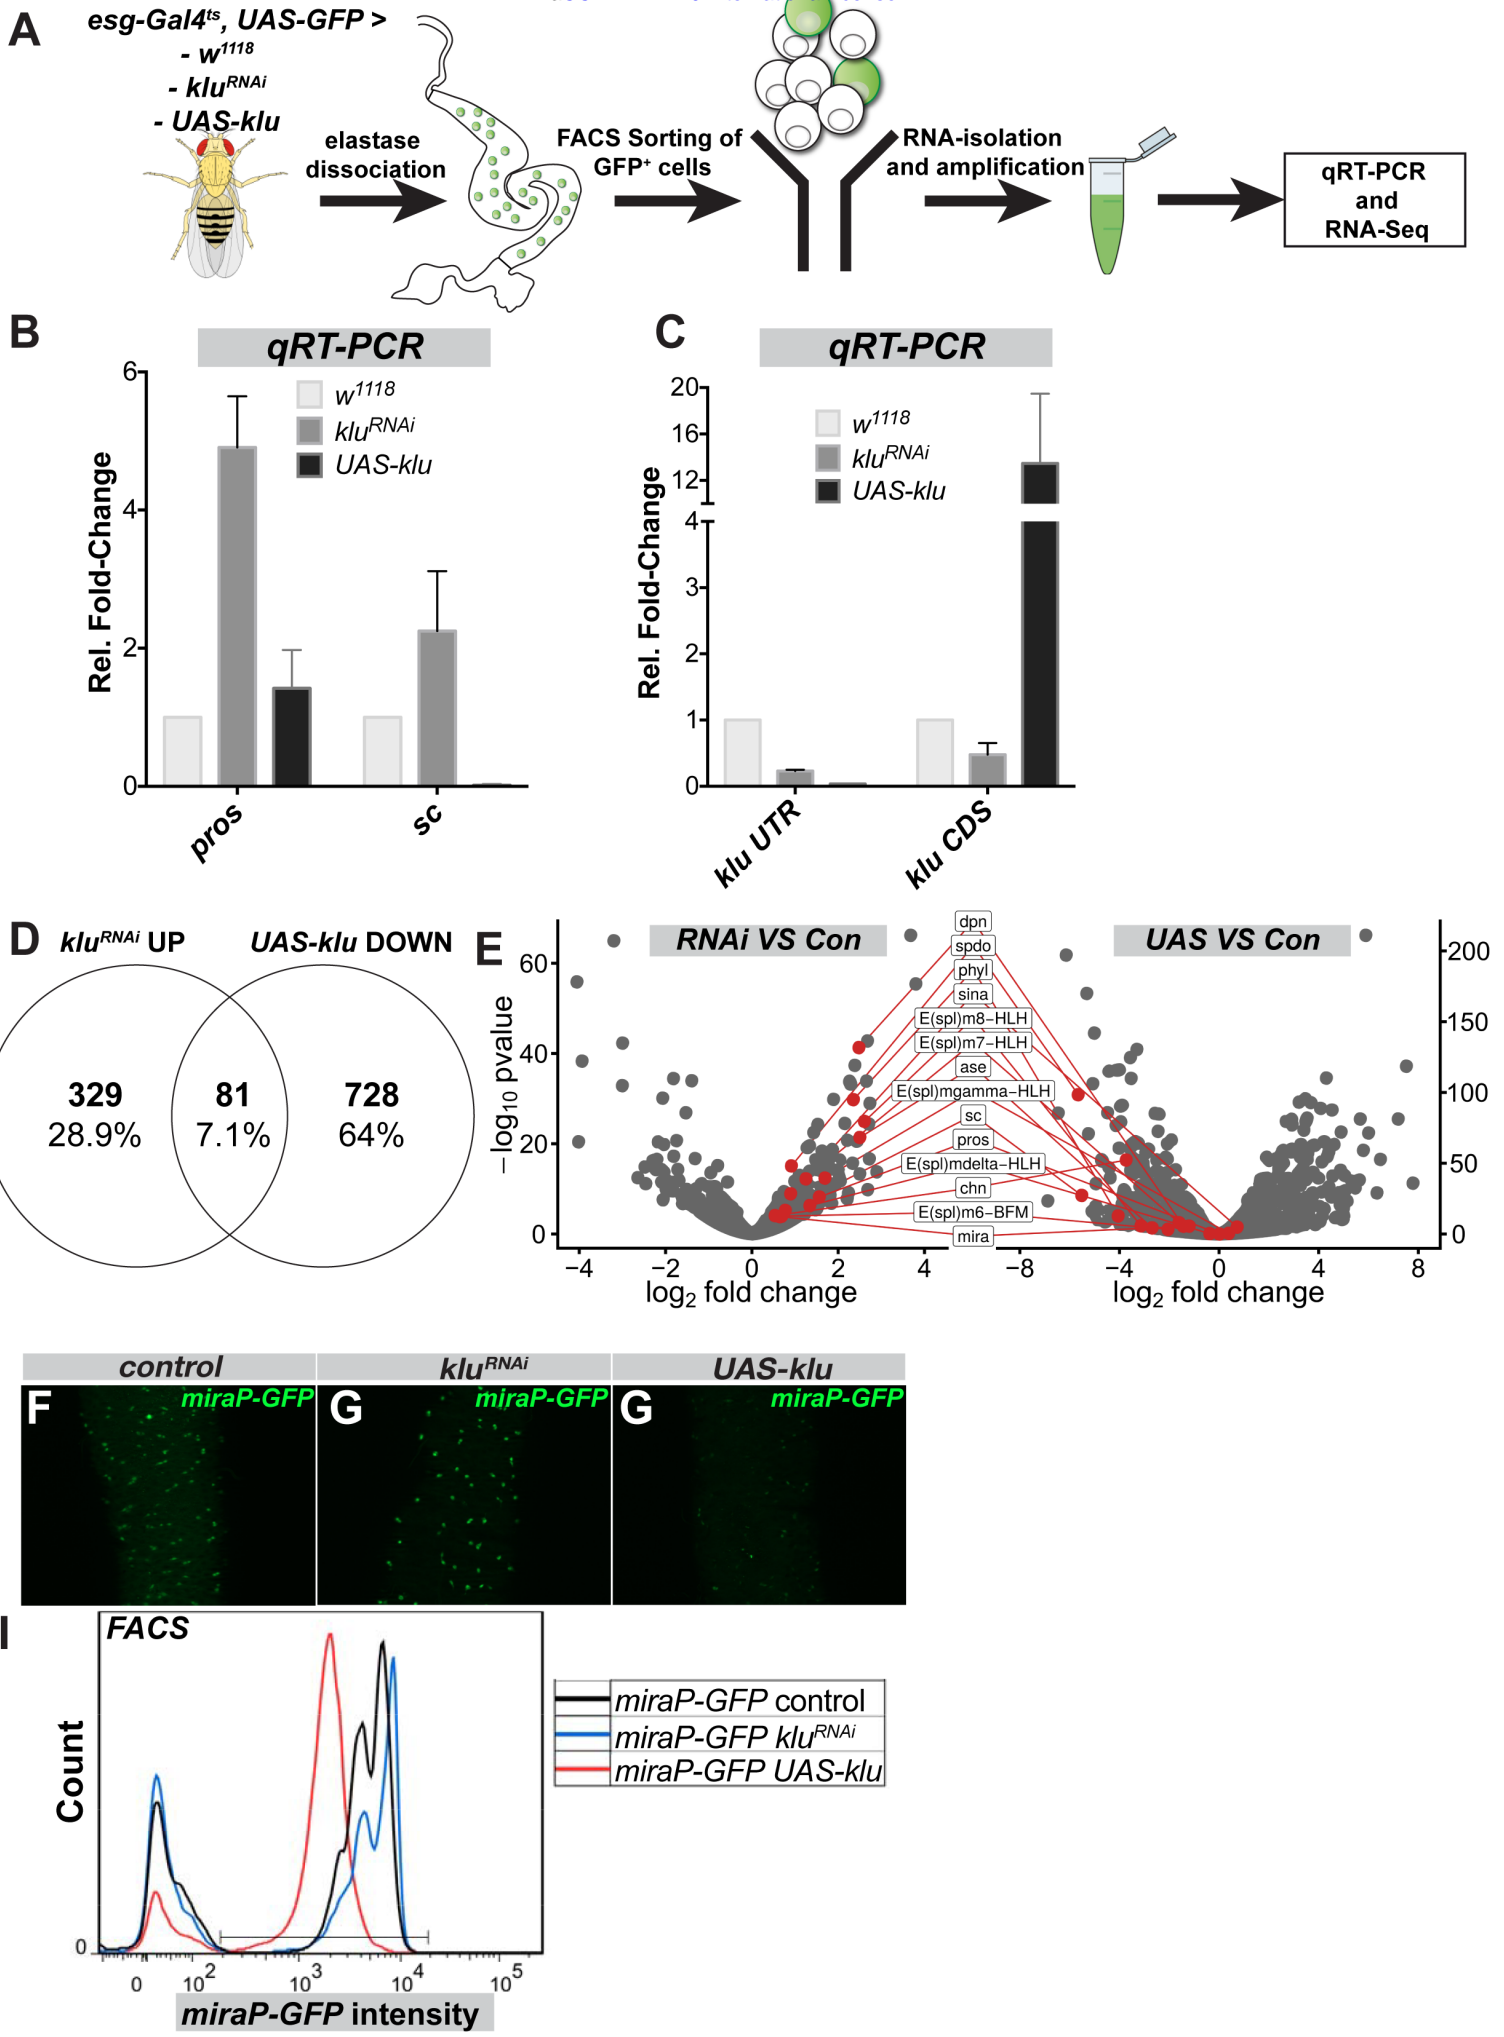 A
esg-Gal4ts, UAS-GFP >
- w1118
- kluRNAi
- UAS-klu
elastase
dissociation
FACS Sorting of
GFP+ cells
RNA-isolation
and amplification
qRT-PCR
and
RNA-Seq
B
qRT-PCR
Rel. Fold-Change
6
4
2
0
w1118
kluRNAi
UAS-klu
pros
sc
C
qRT-PCR
Rel. Fold-Change
20
16
12
4
3
2
1
0
w1118
kluRNAi
UAS-klu
klu UTR
klu CDS
D
kluRNAi UP
UAS-klu DOWN
329
28.9%
81
7.1%
728
64%
E
RNAi VS Con
UAS VS Con
−log10 pvalue
60
40
20
0
200
150
100
50
0
dpn
spdo
phyl
sina
E(spl)m8−HLH
E(spl)m7−HLH
ase
E(spl)mgamma−HLH
sc
pros
E(spl)mdelta−HLH
chn
E(spl)m6−BFM
mira
−4
−2
0
2
4
−8
−4
0
4
8
log2 fold change
log2 fold change
control
kluRNAi
UAS-klu
F
miraP-GFP
G
miraP-GFP
G
miraP-GFP
I
FACS
Count
0
0
102
103
104
105
miraP-GFP intensity
miraP-GFP control
miraP-GFP kluRNAi
miraP-GFP UAS-klu